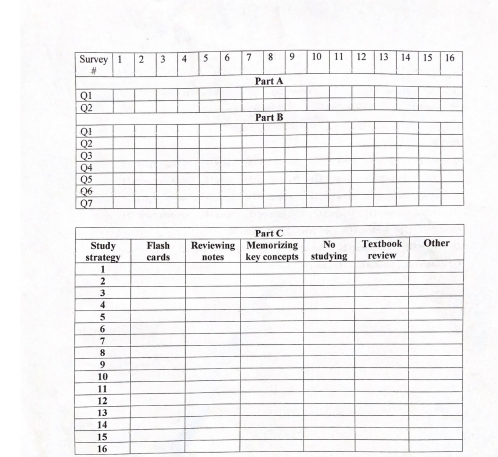 Survey # 1 2 3 4 5 6 7 8 9 10 11 12 13 14 15 16
Part A
Q1
Q2
Part B
Q1
Q2
Q3
Q4
Q5
Q6
Q7
Part C
Study strategy Flash cards Reviewing notes Memorizing key concepts No studying Textbook review Other
1
2
3
4
5
6
7
8
9
10
11
12
13
14
15
16